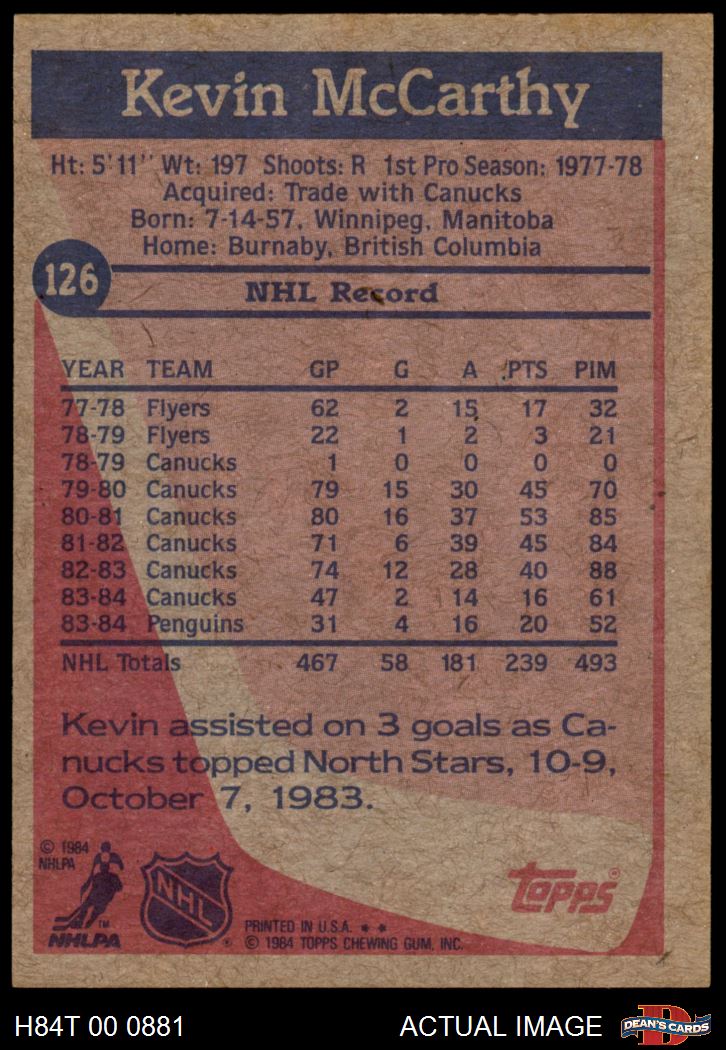 Kevin McCarthy
Ht: 5'11" Wt: 197 Shoots: R 1st Pro Season: 1977-78
Acquired: Trade with Canucks
Born: 7-14-57, Winnipeg, Manitoba
Home: Burnaby, British Columbia
126
NHL Record
YEAR TEAM GP G A PTS PIM
77-78 Flyers 62 2 15 17 32
78-79 Flyers 22 1 2 3 21
78-79 Canucks 1 0 0 0 0
79-80 Canucks 79 15 30 45 70
80-81 Canucks 80 16 37 53 85
81-82 Canucks 71 6 39 45 84
82-83 Canucks 74 12 28 40 88
83-84 Canucks 47 2 14 16 61
83-84 Penguins 31 4 16 20 52
NHL Totals 467 58 181 239 493
Kevin assisted on 3 goals as Ca-
nucks topped North Stars, 10-9,
October 7, 1983.
© 1984
NHLPA
™
NHLPA
NHL
®
PRINTED IN U.S.A. * *
© 1984 TOPPS CHEWING GUM, INC.
topps®
H84T 00 0881
ACTUAL IMAGE
D
DEAN'S CARDS